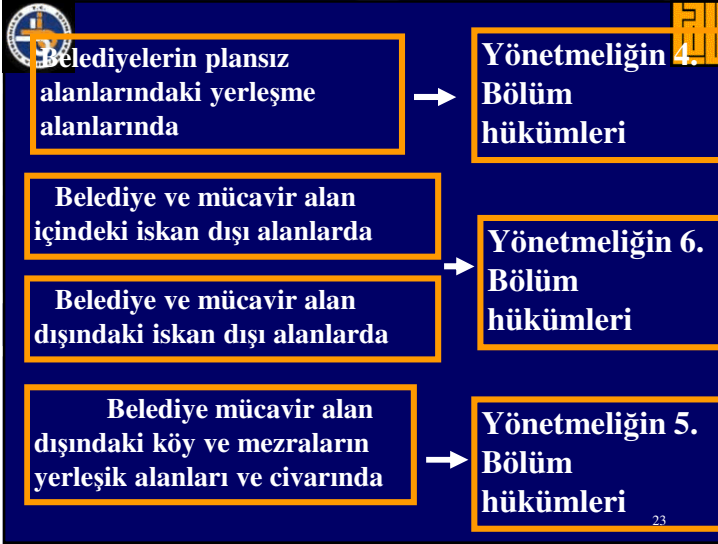 Belediyelerin plansız
alanlarındaki yerleşme
alanlarında
Yönetmeliğin 4.
Bölüm
hükümleri
Belediye ve mücavir alan
içindeki iskan dışı alanlarda
Belediye ve mücavir alan
dışındaki iskan dışı alanlarda
Yönetmeliğin 6.
Bölüm
hükümleri
Belediye mücavir alan
dışındaki köy ve mezraların
yerleşik alanları ve civarında
Yönetmeliğin 5.
Bölüm
hükümleri
23